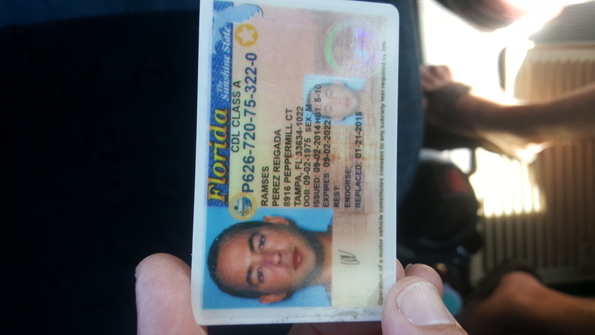 Florida The Sunshine State
CDL CLASS A
P626-720-75-322-0
RAMSES
PEREZ REIGADA
8916 PEPPERMILL CT
TAMPA, FL 33634-1022
DOB: 09-02-1975 SEX: M
ISSUED: 09-02-2014 HGT: 5-10
EXPIRES: 09-02-2022
REST:
ENDORSE:
REPLACED: 01-21-2015
Operation of a motor vehicle constitutes consent to any sobriety test required by law.